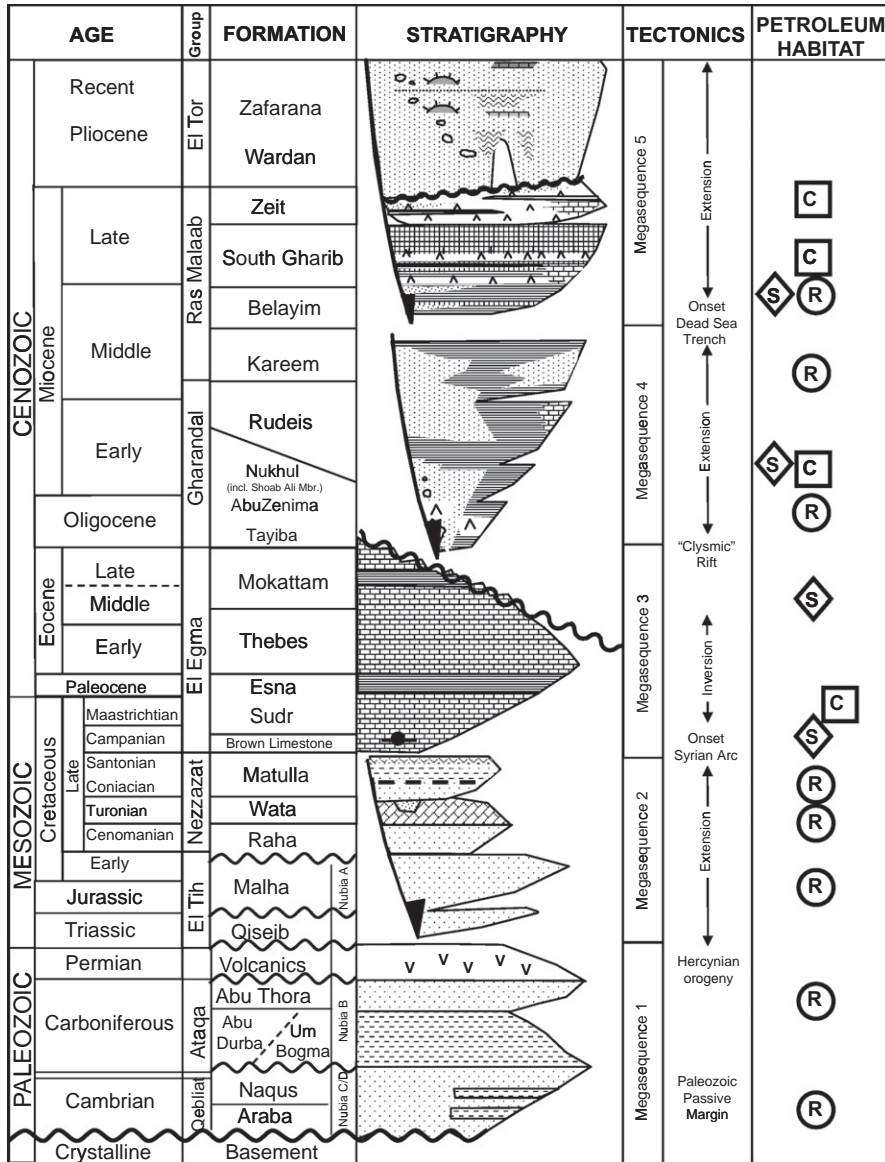 AGE
Group
FORMATION
STRATIGRAPHY
TECTONICS
PETROLEUM
HABITAT
CENOZOIC
MESOZOIC
PALEOZOIC
Recent
Pliocene
Miocene
Late
Middle
Early
Oligocene
Eocene
Late
Middle
Early
Paleocene
Cretaceous
Late
Maastrichtian
Campanian
Santonian
Coniacian
Turonian
Cenomanian
Early
Jurassic
Triassic
Permian
Carboniferous
Cambrian
Crystalline
El Tor
Ras Malaab
Gharandal
El Egma
Nezzazat
El Tih
Ataqa
Qebliat
Zafarana
Wardan
Zeit
South Gharib
Belayim
Kareem
Rudeis
Nukhul
(incl. Shoab Ali Mbr.)
AbuZenima
Tayiba
Mokattam
Thebes
Esna
Sudr
Brown Limestone
Matulla
Wata
Raha
Malha
Nubia A
Qiseib
Volcanics
Abu Thora
Abu
Durba
Um
Bogma
Nubia B
Naqus
Araba
Nubia C/D
Basement
V V V V V
Megasequence 5
Megasequence 4
Megasequence 3
Megasequence 2
Megasequence 1
Extension
Onset
Dead Sea
Trench
Extension
"Clysmic"
Rift
Inversion
Onset
Syrian Arc
Extension
Hercynian
orogeny
Paleozoic
Passive
Margin
C
C
S R
R
S C
R
S
C
S
R
R
R
R
R